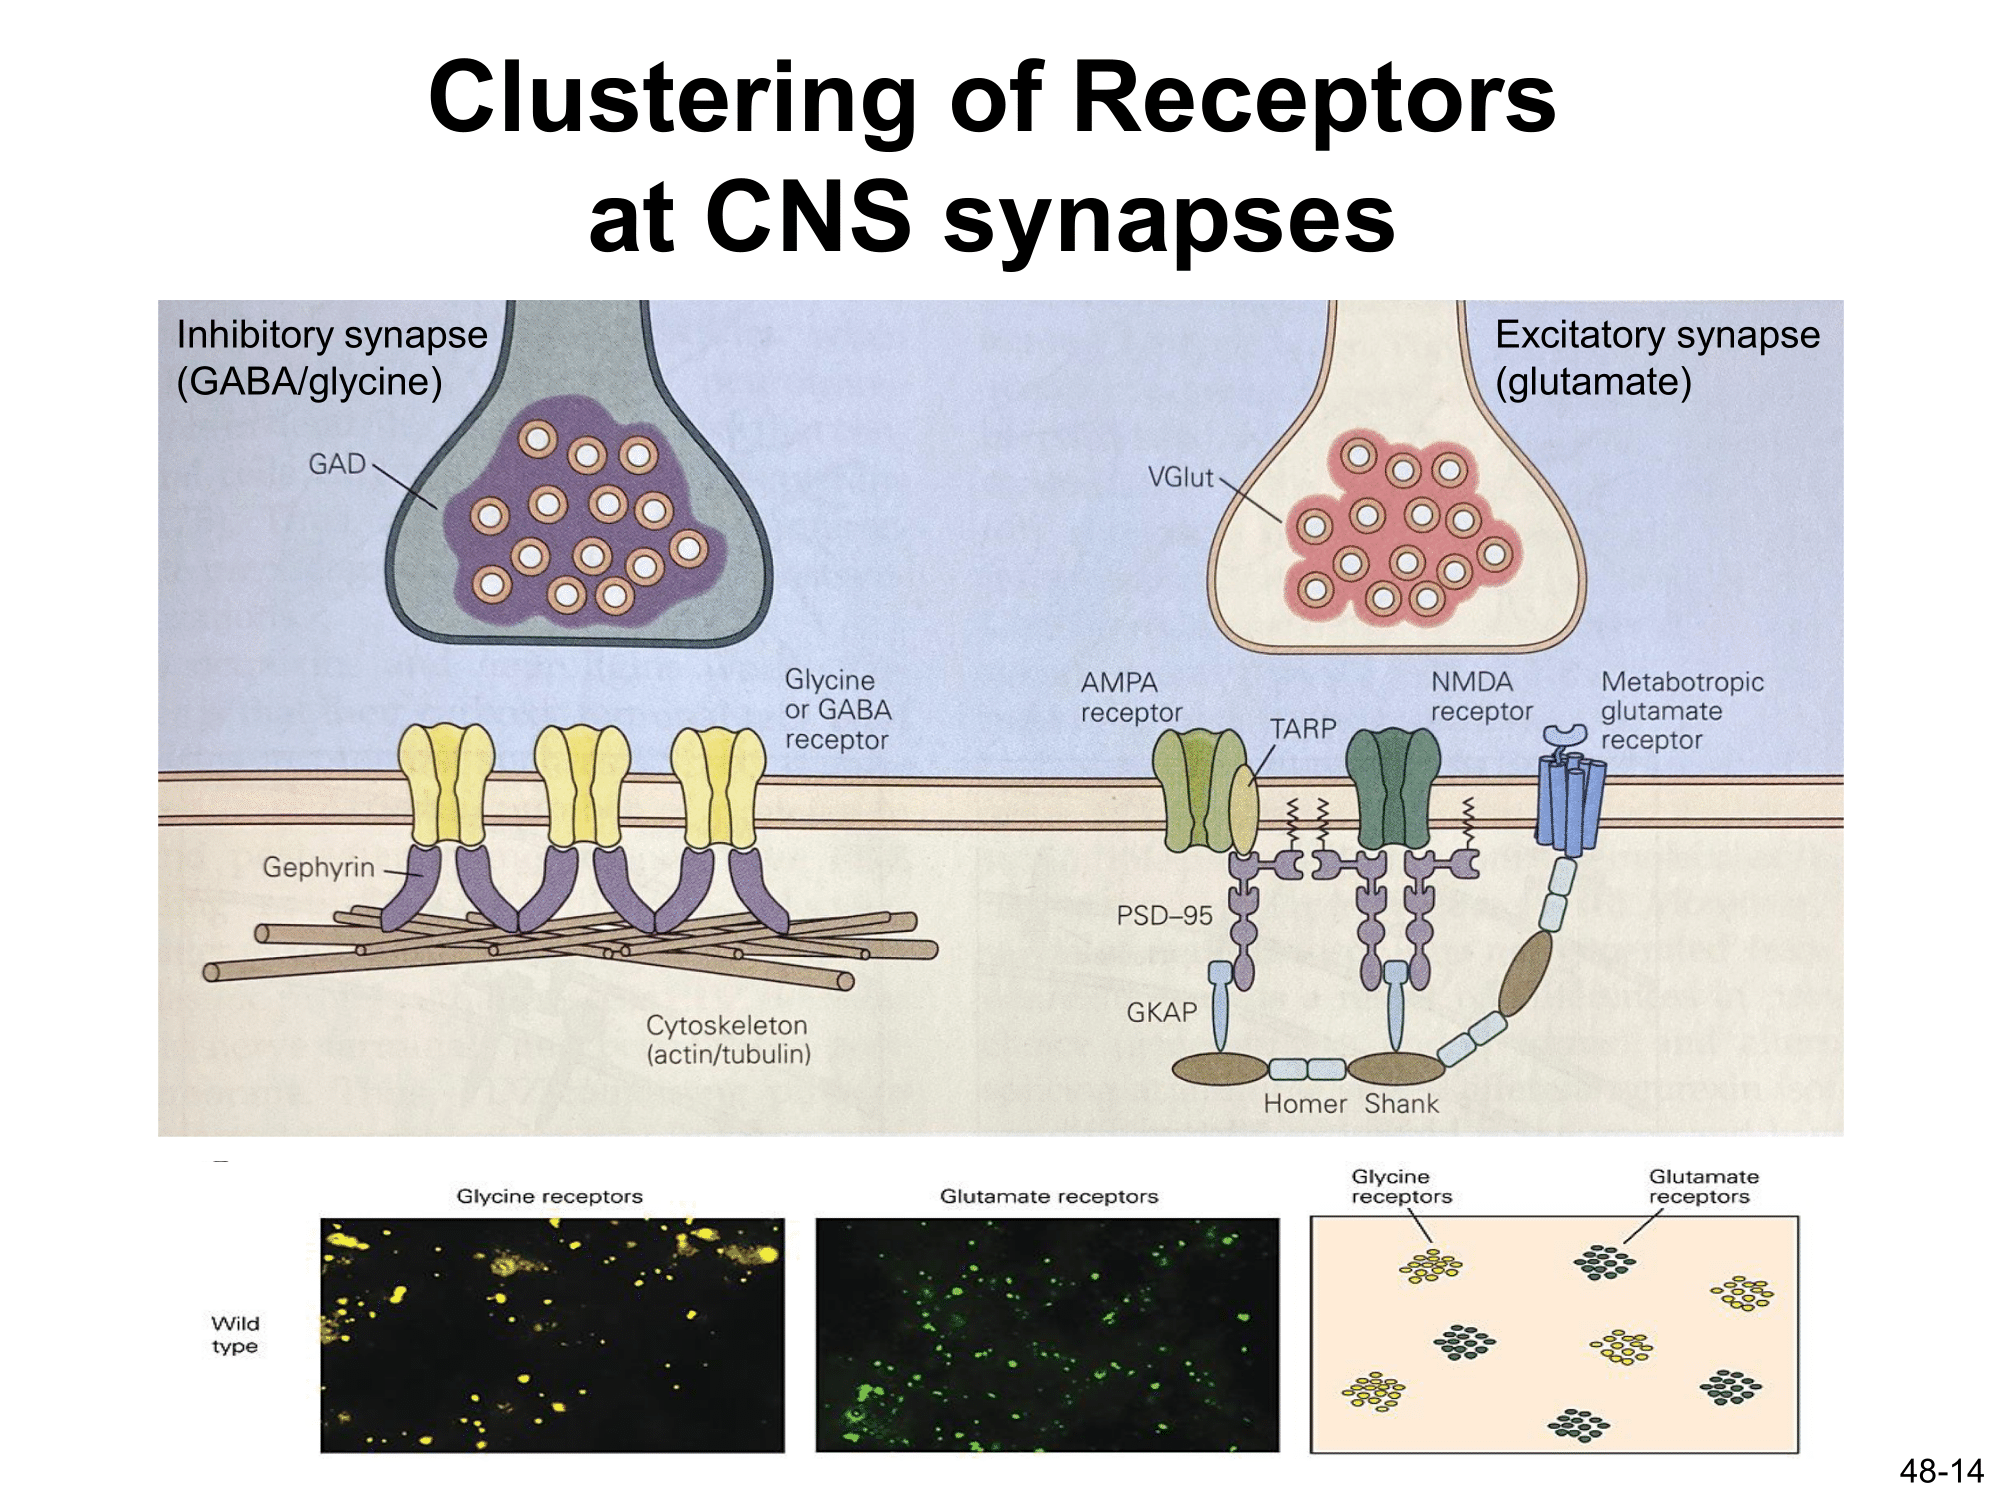 Clustering of Receptors
at CNS synapses
Inhibitory synapse
(GABA/glycine)
Excitatory synapse
(glutamate)
GAD
VGlut
Glycine
or GABA
receptor
AMPA
receptor
TARP
NMDA
receptor
Metabotropic
glutamate
receptor
Gephyrin
PSD–95
GKAP
Cytoskeleton
(actin/tubulin)
Homer
Shank
Glycine receptors
Glutamate receptors
Glycine
receptors
Glutamate
receptors
Wild
type
48-14